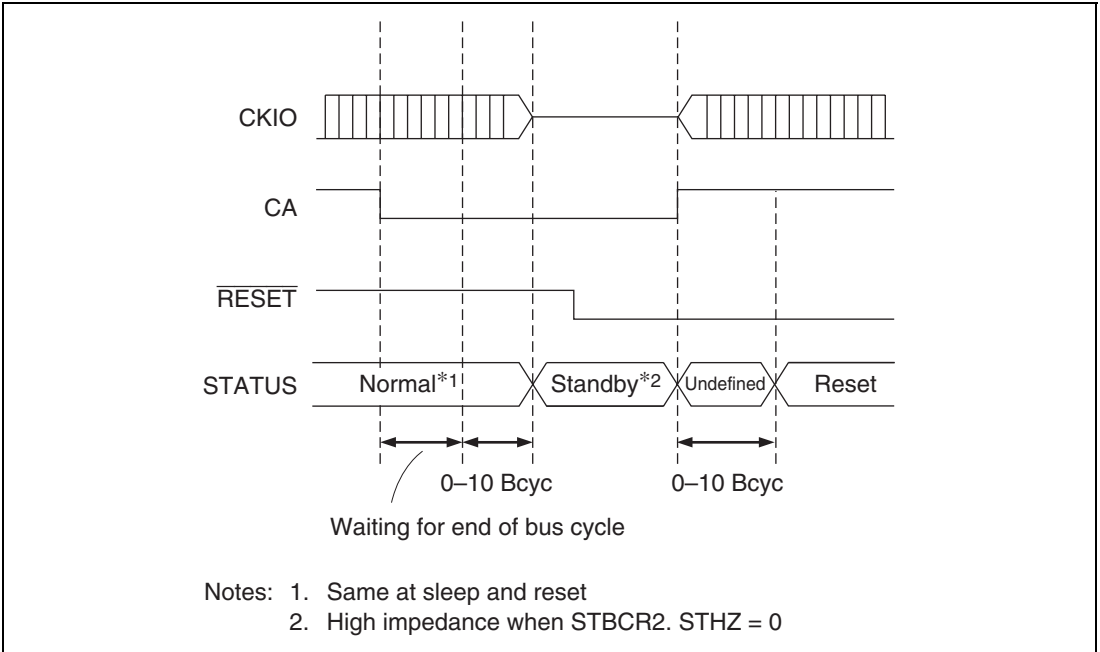 CKIO
CA
RESET
STATUS Normal*1 Standby*2 Undefined Reset
0–10 Bcyc 0–10 Bcyc
Waiting for end of bus cycle
Notes: 1. Same at sleep and reset
2. High impedance when STBCR2. STHZ = 0